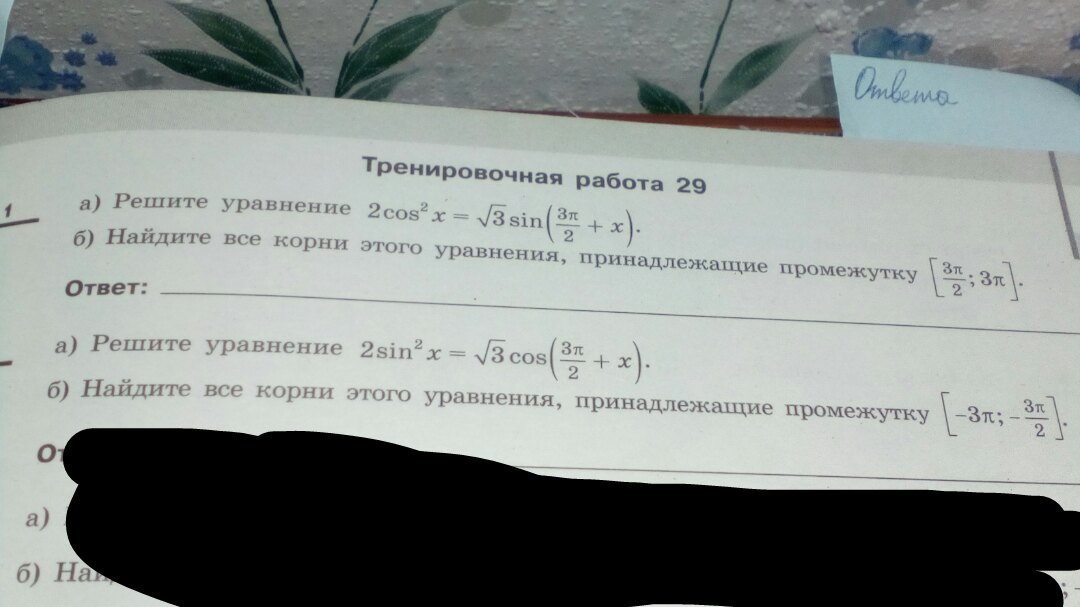 Ответа
Тренировочная работа 29
1
а) Решите уравнение 2cos²x = √3 sin(3π/2 + x).
б) Найдите все корни этого уравнения, принадлежащие промежутку [3π/2; 3π].
Ответ:
а) Решите уравнение 2sin²x = √3 cos(3π/2 + x).
б) Найдите все корни этого уравнения, принадлежащие промежутку [-3π; -3π/2].
а)
б)